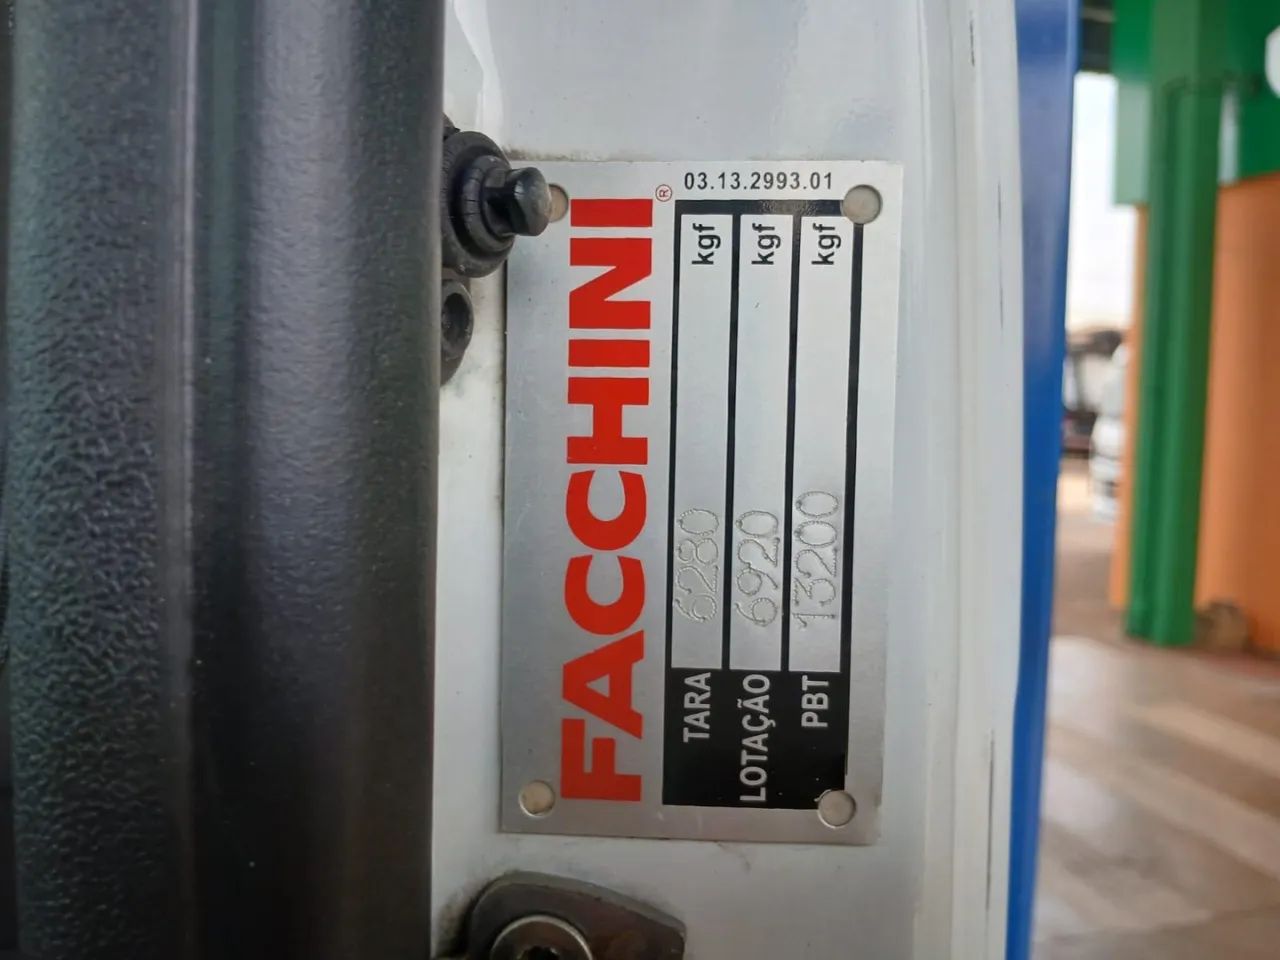 03.13.2993.01
FACCHINI®
TARA 6280 kgf
LOTAÇÃO 6920 kgf
PBT 13200 kgf